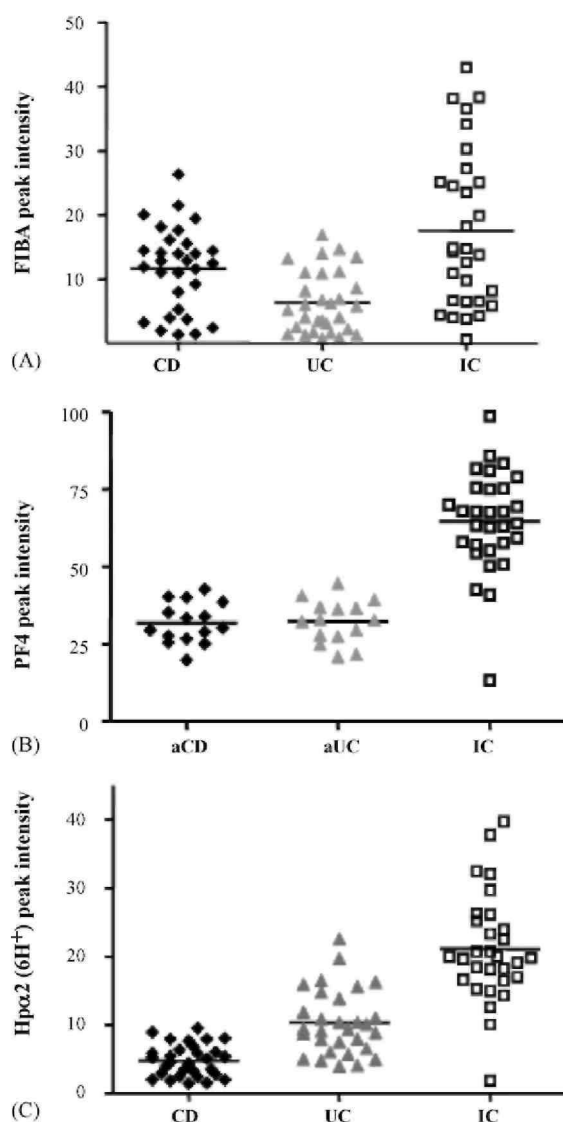 50
40
30
20
10
FIBA peak intensity
CD UC IC
(A)
100
75
50
25
0
PF4 peak intensity
aCD aUC IC
(B)
40
30
20
10
0
Hpα2 (6H⁺) peak intensity
CD UC IC
(C)